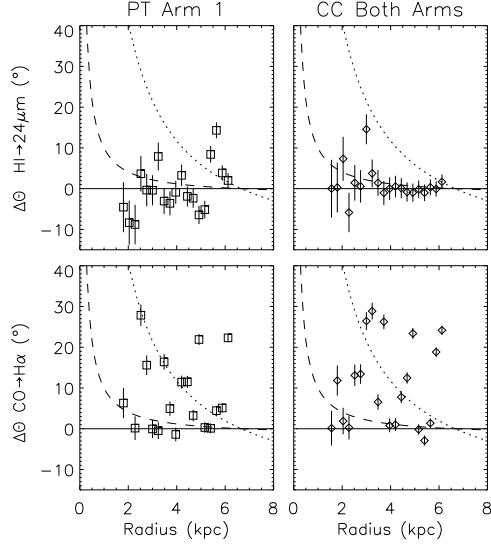 PT Arm 1
CC Both Arms
ΔΘ HI→24μm (°)
40
30
20
10
0
-10
ΔΘ CO→Hα (°)
40
30
20
10
0
-10
0 2 4 6 8
0 2 4 6 8
Radius (kpc)
Radius (kpc)